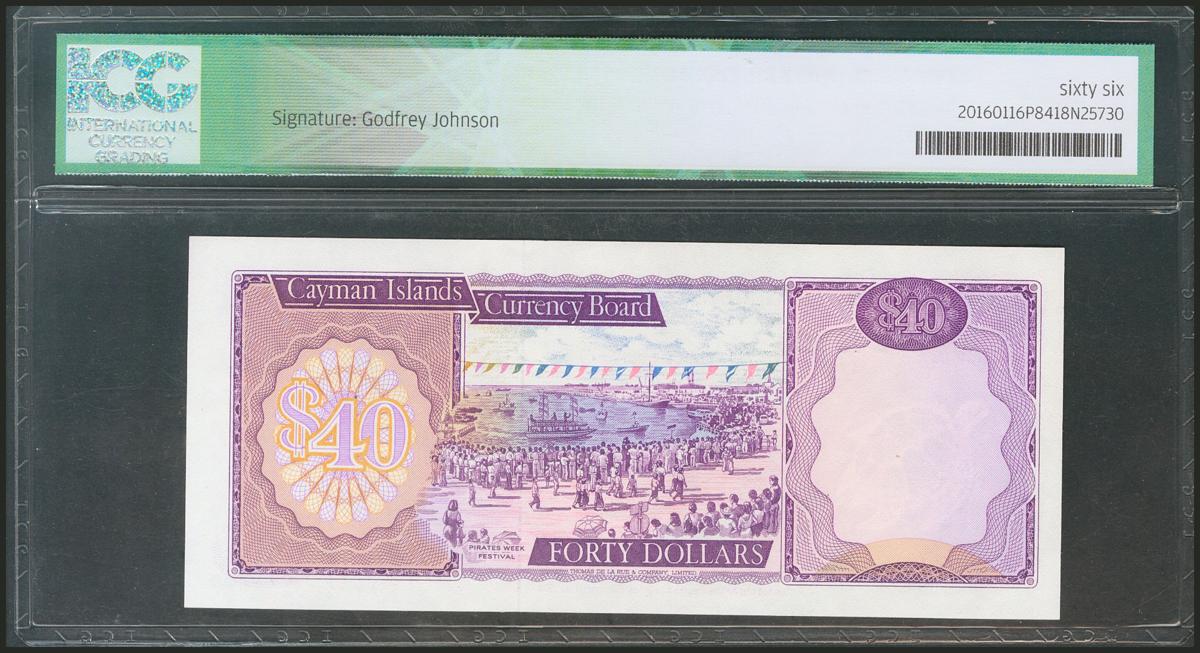 ICG
INTERNATIONAL
CURRENCY
GRADING
Signature: Godfrey Johnson
sixty six
20160116P8418N25730
Cayman Islands
Currency Board
$40
$40
PIRATES WEEK
FESTIVAL
FORTY DOLLARS
THOMAS DE LA RUE & COMPANY, LIMITED